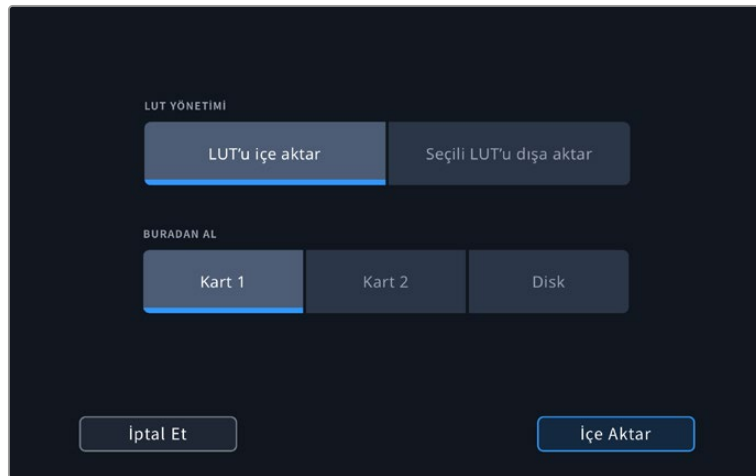 LUT YÖNETİMİ
LUT’u içe aktar
Seçili LUT’u dışa aktar
BURADAN AL
Kart 1
Kart 2
Disk
İptal Et
İçe Aktar